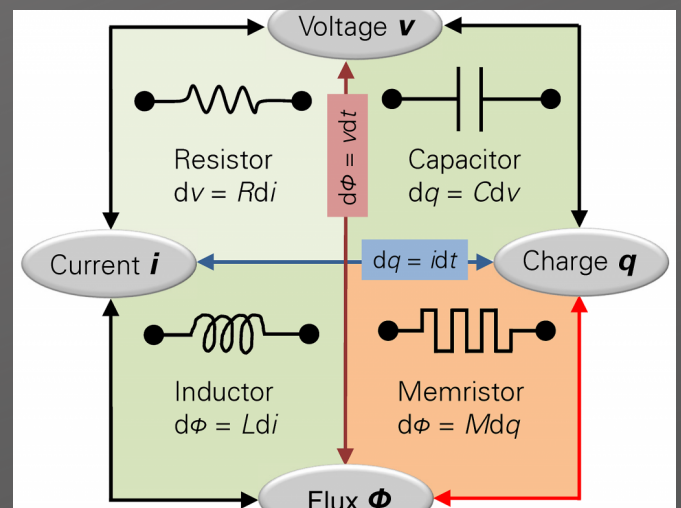 Voltage v
Resistor
dv = Rdi
dΦ = vdt
Capacitor
dq = Cdv
Current i
dq = idt
Charge q
Inductor
dΦ = Ldi
Memristor
dΦ = Mdq
Flux Φ